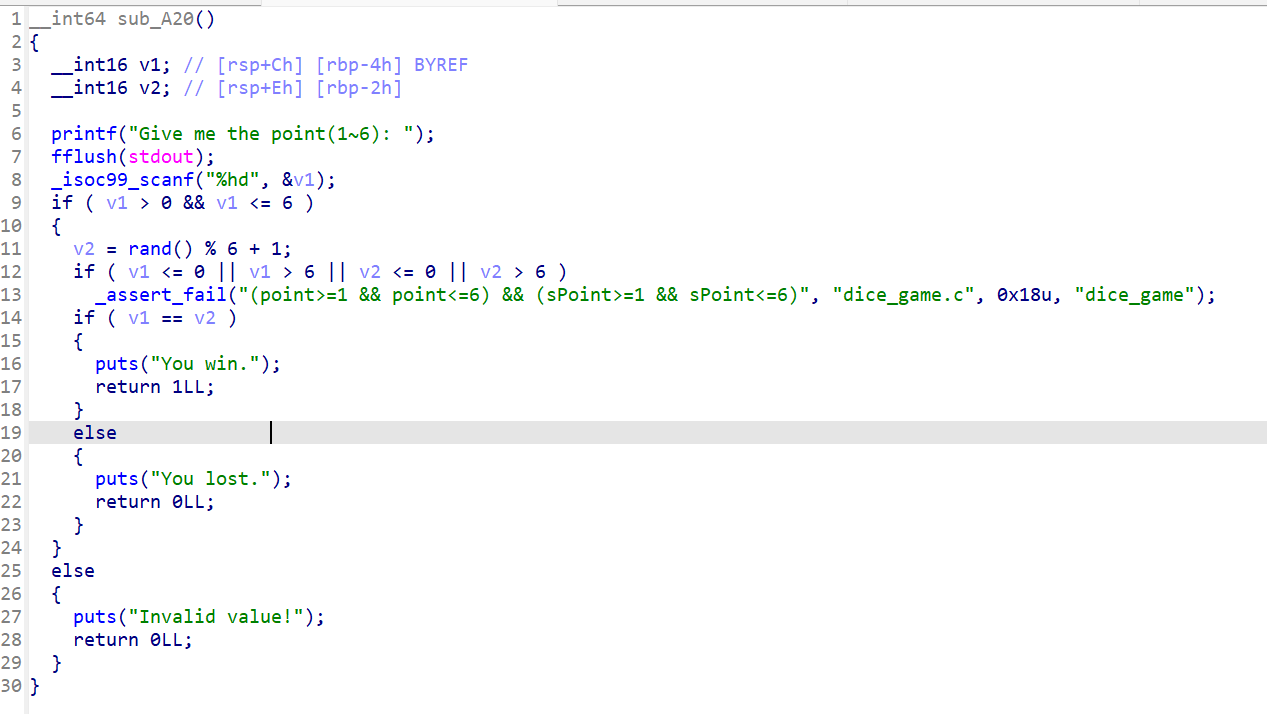 1 __int64 sub_A20()
2 {
3   __int16 v1; // [rsp+Ch] [rbp-4h] BYREF
4   __int16 v2; // [rsp+Eh] [rbp-2h]
5
6   printf("Give me the point(1~6): ");
7   fflush(stdout);
8   _isoc99_scanf("%hd", &v1);
9   if ( v1 > 0 && v1 <= 6 )
10   {
11     v2 = rand() % 6 + 1;
12     if ( v1 <= 0 || v1 > 6 || v2 <= 0 || v2 > 6 )
13       _assert_fail("(point>=1 && point<=6) && (sPoint>=1 && sPoint<=6)", "dice_game.c", 0x18u, "dice_game");
14     if ( v1 == v2 )
15     {
16       puts("You win.");
17       return 1LL;
18     }
19     else
20     {
21       puts("You lost.");
22       return 0LL;
23     }
24   }
25   else
26   {
27     puts("Invalid value!");
28     return 0LL;
29   }
30 }